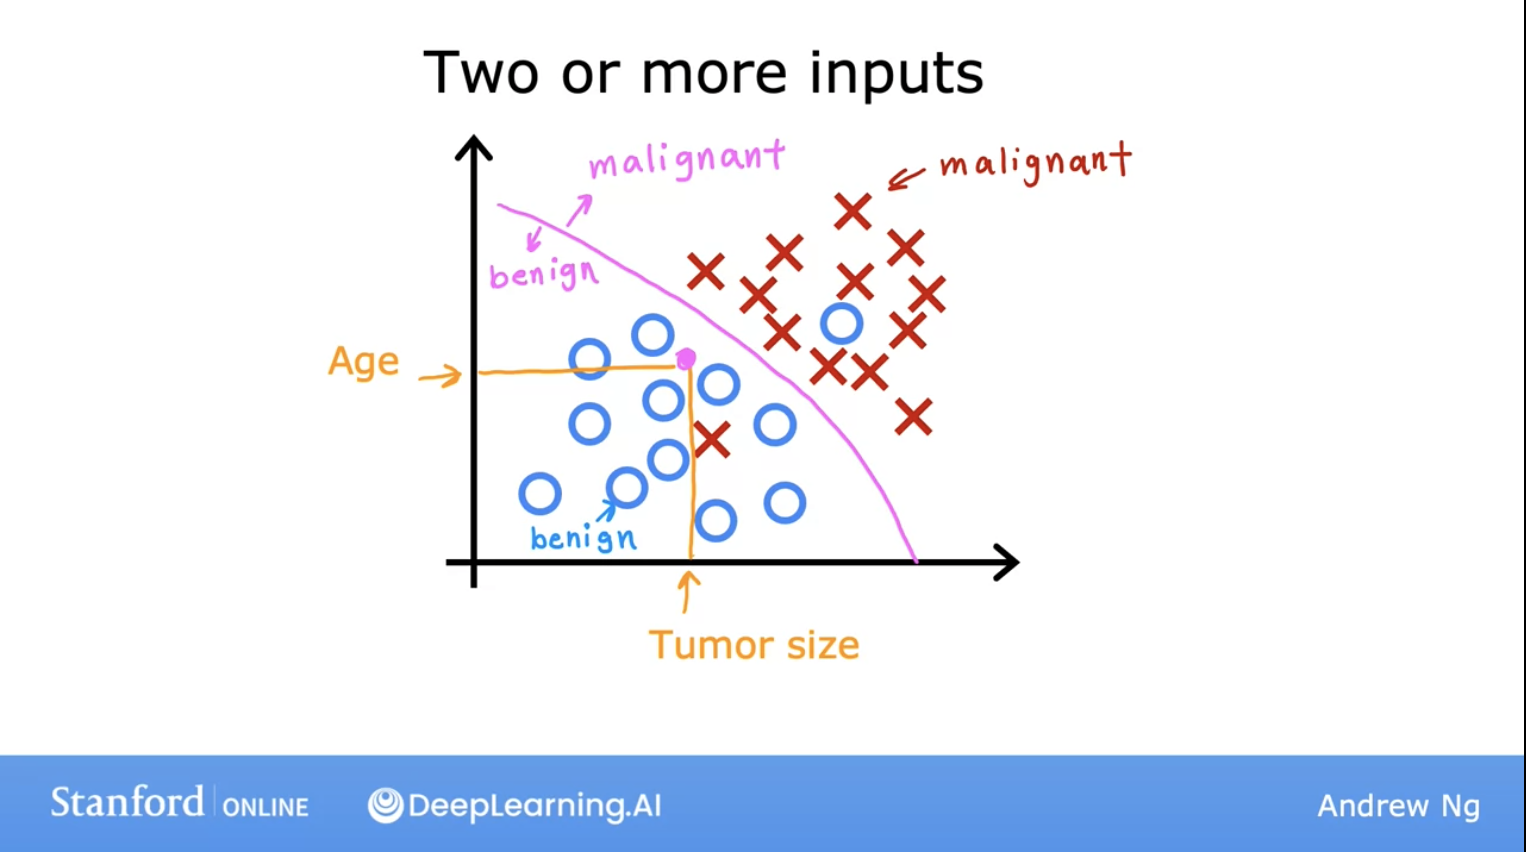 Two or more inputs
malignant
malignant
benign
Age
benign
Tumor size
Stanford | ONLINE
DeepLearning.AI
Andrew Ng